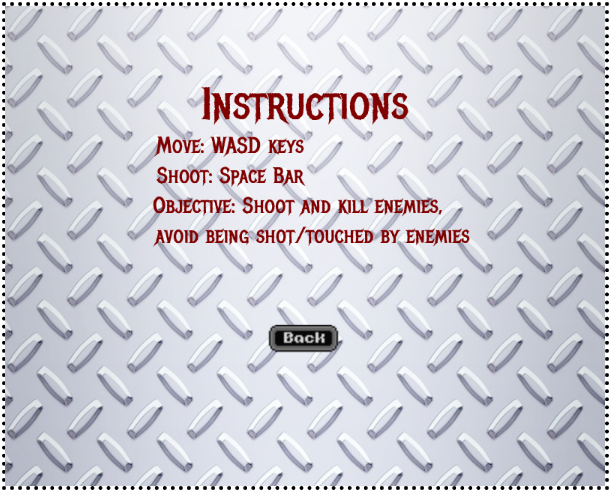 Instructions
Move: WASD keys
Shoot: Space Bar
Objective: Shoot and kill enemies,
avoid being shot/touched by enemies
Back